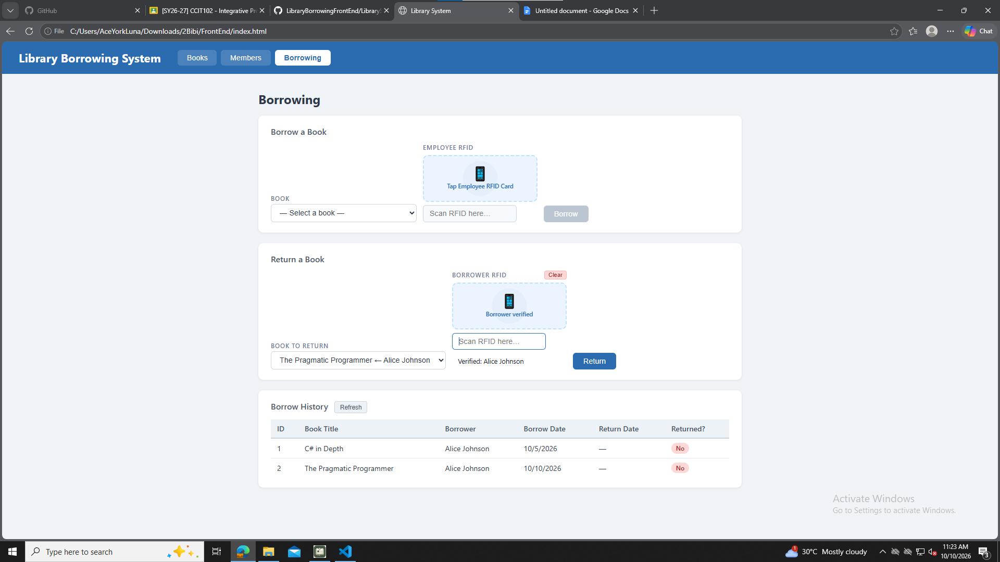 GitHub
[SY26-27] CCIT102 - Integrative Pr
LibraryBorrowingFrontEnd/Library
Library System
Untitled document - Google Docs
File
C:/Users/AceYorkLuna/Downloads/2Bibi/FrontEnd/index.html
Chat
Library Borrowing System
Books
Members
Borrowing
Borrowing
Borrow a Book
EMPLOYEE RFID
Tap Employee RFID Card
BOOK
— Select a book —
Scan RFID here...
Borrow
Return a Book
BORROWER RFID
Clear
Borrower verified
Scan RFID here...
BOOK TO RETURN
The Pragmatic Programmer ← Alice Johnson
Verified: Alice Johnson
Return
Borrow History
Refresh
ID Book Title Borrower Borrow Date Return Date Returned?
1 C# in Depth Alice Johnson 10/5/2026 — No
2 The Pragmatic Programmer Alice Johnson 10/10/2026 — No
Activate Windows
Go to Settings to activate Windows.
Type here to search
1
30°C Mostly cloudy
11:23 AM
10/10/2026
3